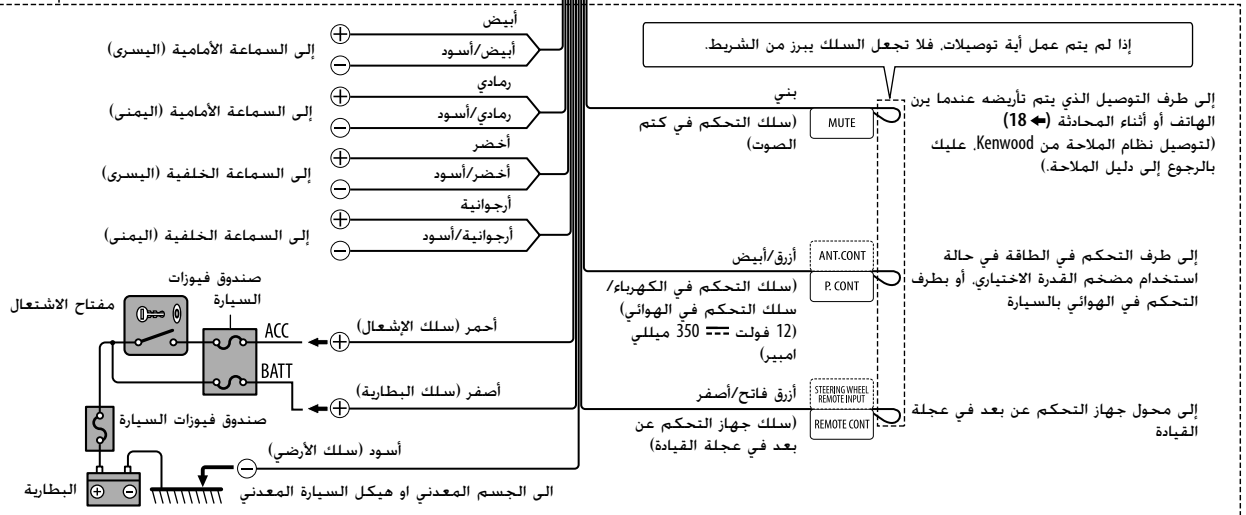 إذا لم يتم عمل أية توصيلات، فلا تجعل السلك يبرز من الشريط.
إلى طرف التوصيل الذي يتم تأريضه عندما يرن
الهاتف أو أثناء المحادثة (➜ 18)
(لتوصيل نظام الملاحة من Kenwood، عليك
بالرجوع إلى دليل الملاحة.)
MUTE
بني
(سلك التحكم في كتم
الصوت)
إلى طرف التحكم في الطاقة في حالة
استخدام مضخم القدرة الاختياري، أو بطرف
التحكم في الهوائي بالسيارة
ANT.CONT
P. CONT
أزرق/أبيض
(سلك التحكم في الكهرباء/
سلك التحكم في الهوائي)
(12 فولت ⎓ 350 ميللي
امبير)
إلى محول جهاز التحكم عن بعد في عجلة
القيادة
STEERING WHEEL
REMOTE INPUT
REMOTE CONT
أزرق فاتح/أصفر
(سلك جهاز التحكم عن
بعد في عجلة القيادة)
أبيض
أبيض/أسود
إلى السماعة الأمامية (اليسرى)
رمادي
رمادي/أسود
إلى السماعة الأمامية (اليمنى)
أخضر
أخضر/أسود
إلى السماعة الخلفية (اليسرى)
أرجوانية
أرجوانية/أسود
إلى السماعة الخلفية (اليمنى)
صندوق فيوزات
السيارة
مفتاح الاشتعال
ACC
أحمر (سلك الإشعال)
BATT
أصفر (سلك البطارية)
صندوق فيوزات السيارة
أسود (سلك الأرضي)
الى الجسم المعدني او هيكل السيارة المعدني
البطارية